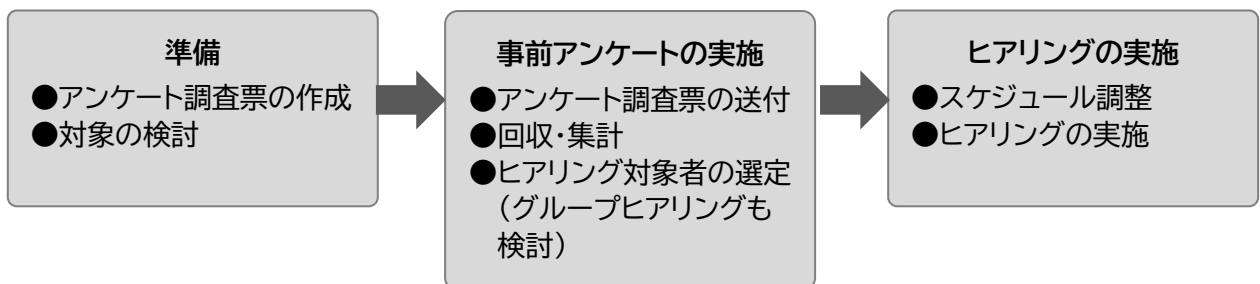 準備
●アンケート調査票の作成
●対象の検討
事前アンケートの実施
●アンケート調査票の送付
●回収・集計
●ヒアリング対象者の選定
（グループヒアリングも
検討）
ヒアリングの実施
●スケジュール調整
●ヒアリングの実施